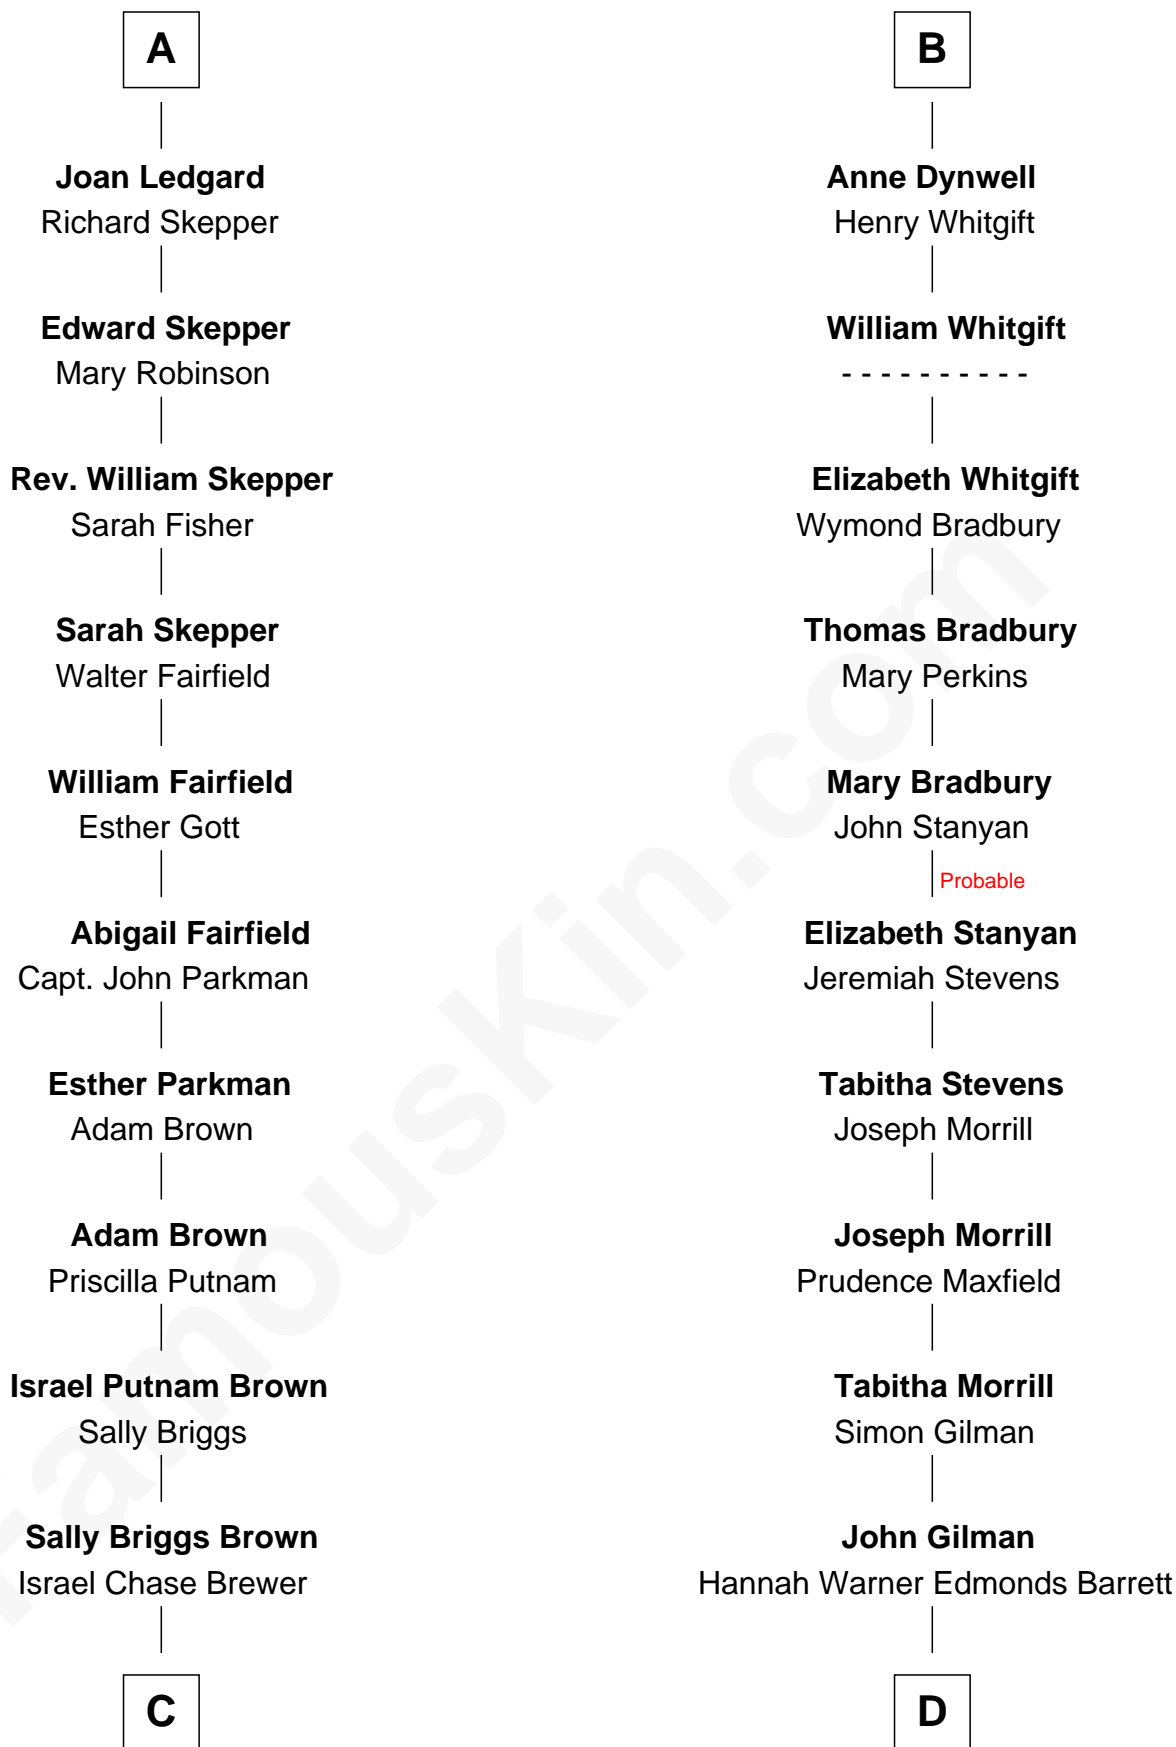 A
Joan Ledgard
Richard Skepper
Edward Skepper
Mary Robinson
Rev. William Skepper
Sarah Fisher
Sarah Skepper
Walter Fairfield
William Fairfield
Esther Gott
Abigail Fairfield
Capt. John Parkman
Esther Parkman
Adam Brown
Adam Brown
Priscilla Putnam
Israel Putnam Brown
Sally Briggs
Sally Briggs Brown
Israel Chase Brewer
C
B
Anne Dynwell
Henry Whitgift
William Whitgift
- - - - - - - - - -
Elizabeth Whitgift
Wymond Bradbury
Thomas Bradbury
Mary Perkins
Mary Bradbury
John Stanyan
Probable
Elizabeth Stanyan
Jeremiah Stevens
Tabitha Stevens
Joseph Morrill
Joseph Morrill
Prudence Maxfield
Tabitha Morrill
Simon Gilman
John Gilman
Hannah Warner Edmonds Barrett
D
FamousKin.com